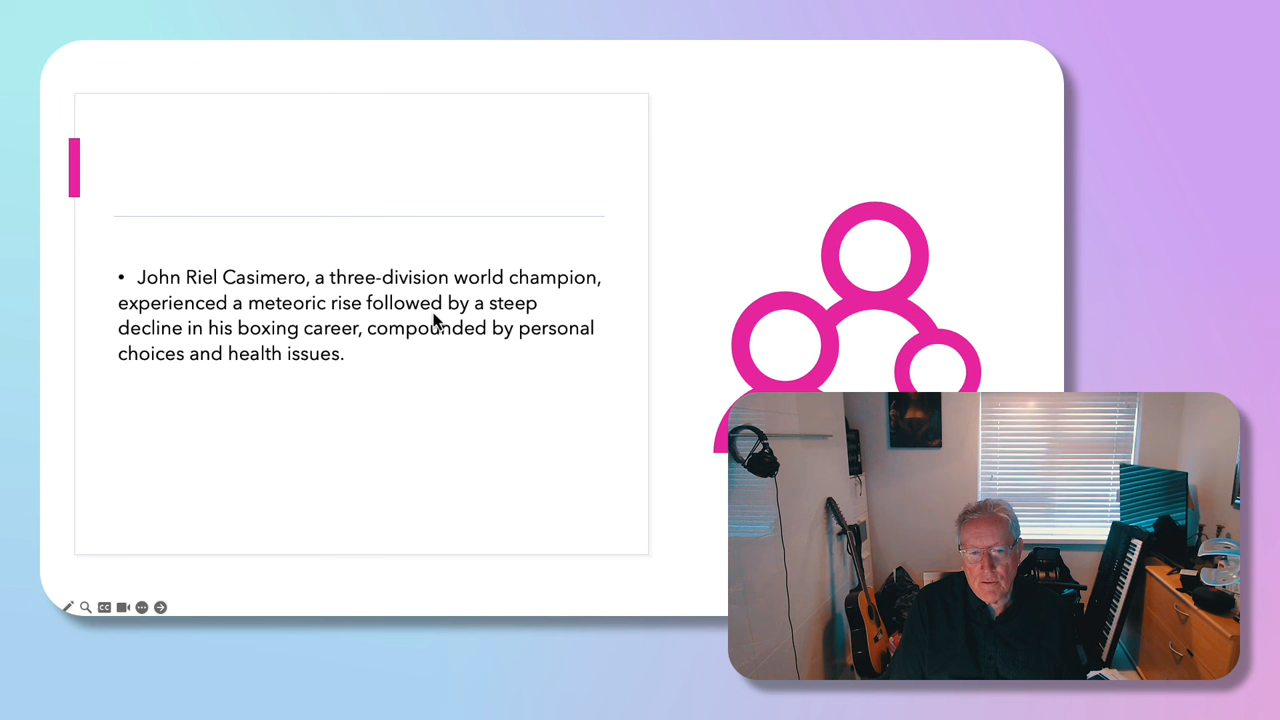 • John Riel Casimero, a three-division world champion,
experienced a meteoric rise followed by a steep
decline in his boxing career, compounded by personal
choices and health issues.
CC